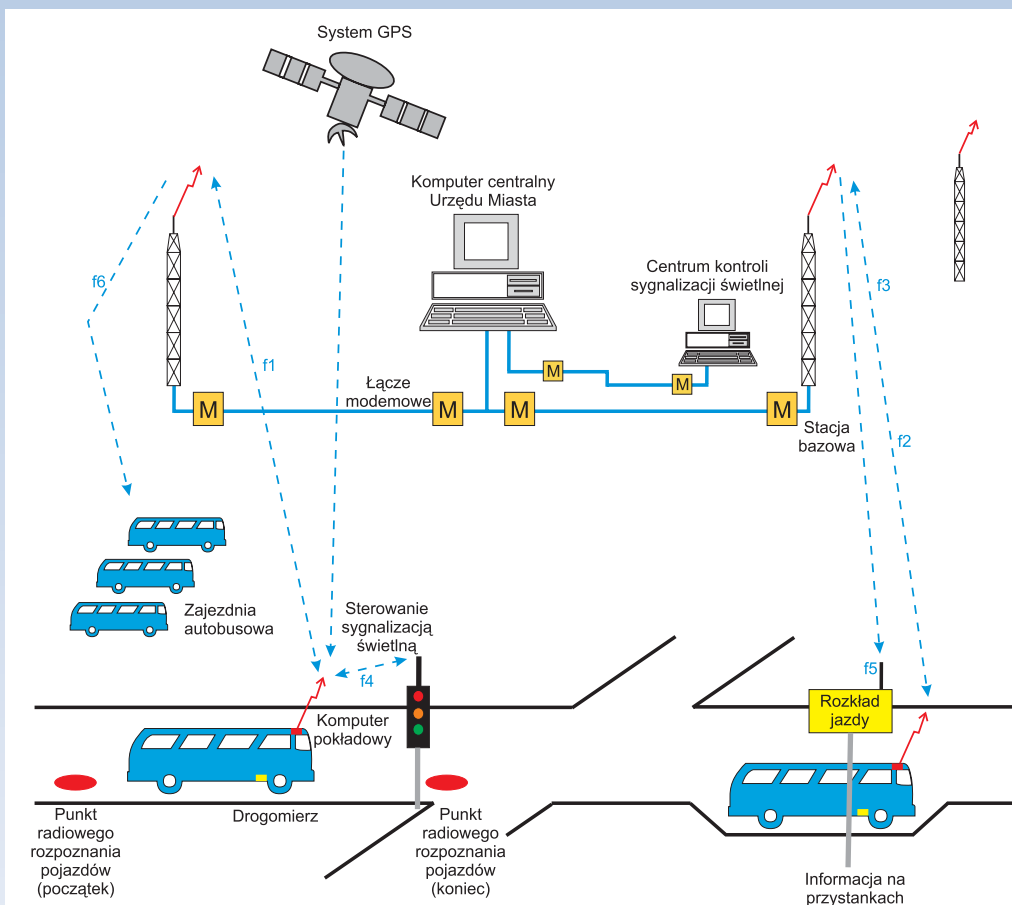 System GPS
Komputer centralny
Urzędu Miasta
Centrum kontroli
sygnalizacji świetlnej
f6
f3
f1
M
M
Łącze
modemowe
M
M
M
M
Stacja
bazowa
f2
Zajezdnia
autobusowa
Sterowanie
sygnalizacją
świetlną
f4
f5
Rozkład
jazdy
Komputer
pokładowy
Punkt
radiowego
rozpoznania
pojazdów
(początek)
Drogomierz
Punkt
radiowego
rozpoznania
pojazdów
(koniec)
Informacja na
przystankach